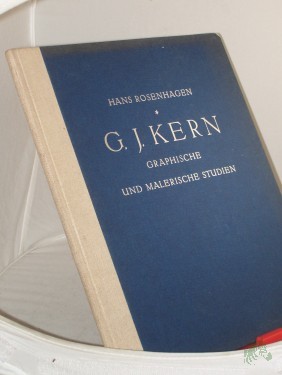 HANS ROSENHAGEN
G. J. KERN
GRAPHISCHE
UND MALERISCHE STUDIEN